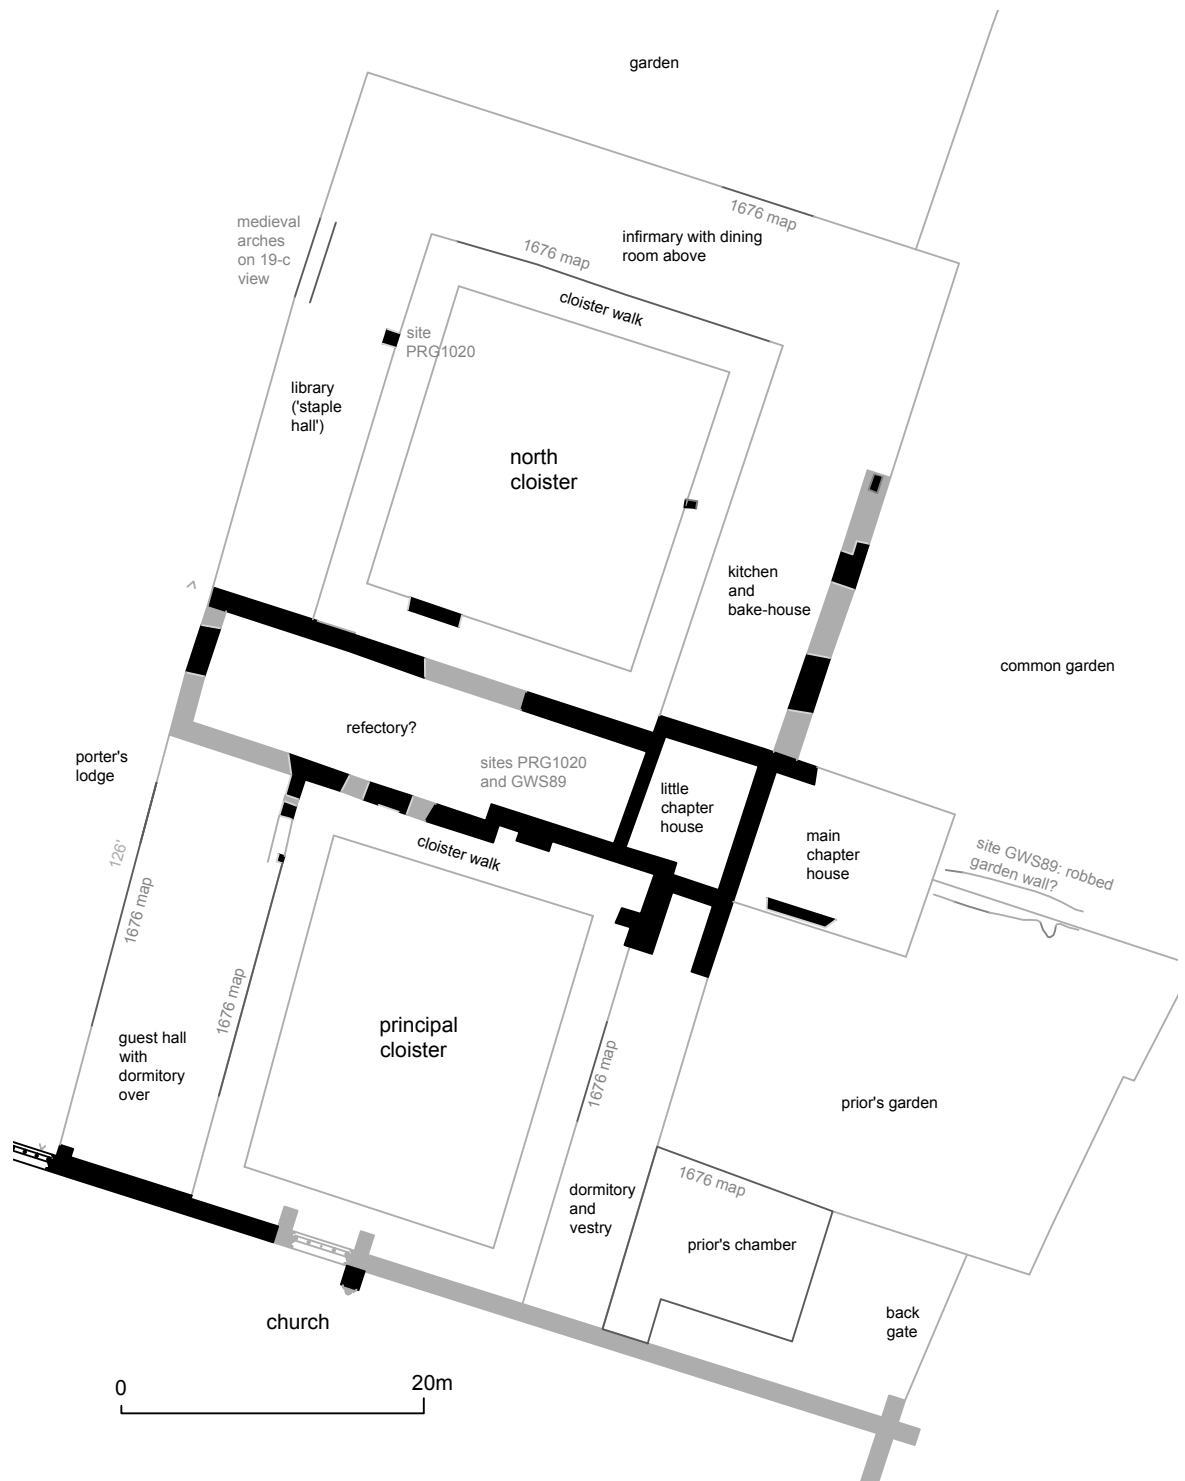 garden
1676 map
medieval
arches
on 19-c
view
infirmary with dining
room above
1676 map
cloister walk
site
PRG1020
library
('staple
hall')
north
cloister
kitchen
and
bake-house
common garden
refectory?
porter's
lodge
sites PRG1020
and GWS89
little
chapter
house
main
chapter
house
site GWS89: robbed
garden wall?
cloister walk
126'
1676 map
1676 map
principal
cloister
guest hall
with
dormitory
over
1676 map
prior's garden
1676 map
dormitory
and
vestry
prior's chamber
back
gate
church
0 20m